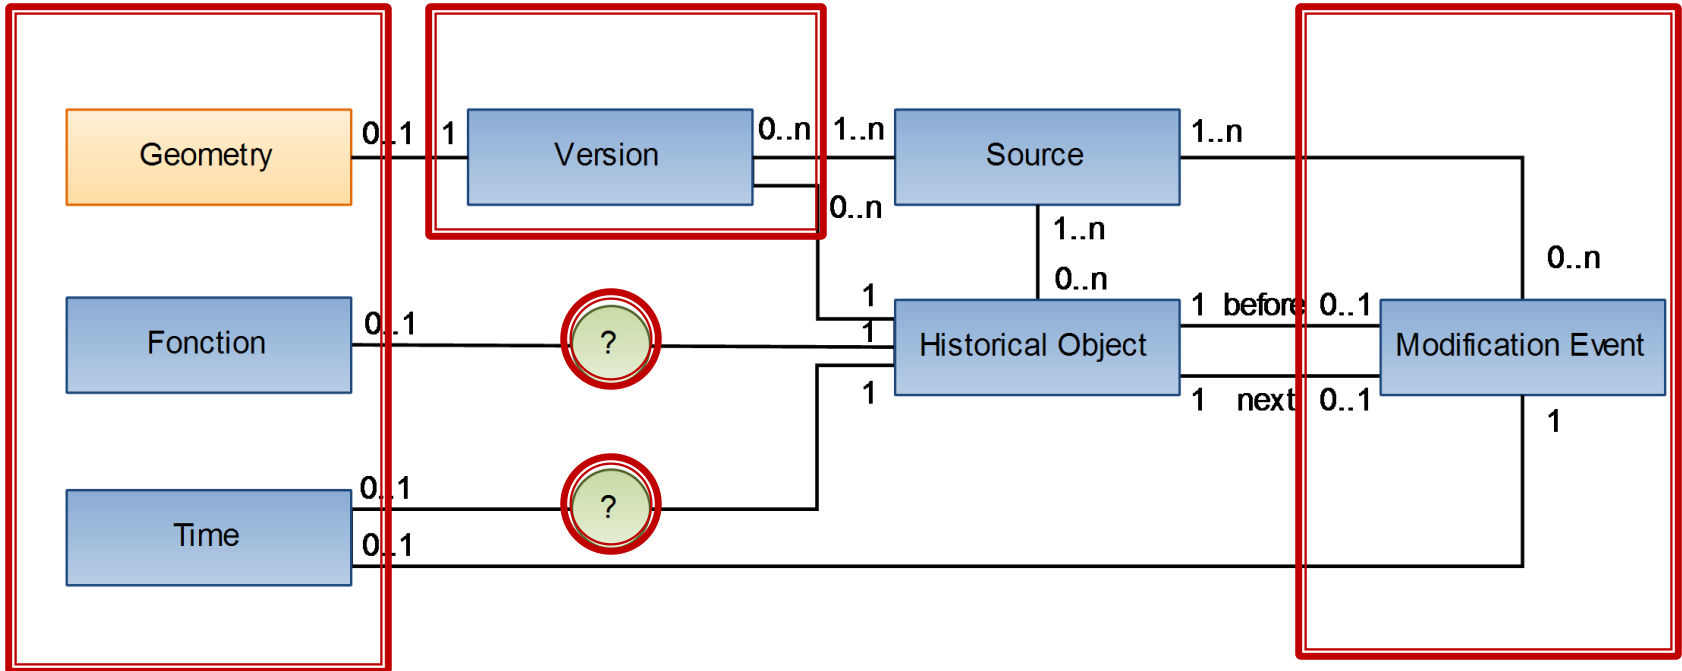 Geometry
0..1
1
Version
0..n
1..n
Source
1..n
0..n
1..n
0..n
0..n
Fonction
0..1
?
1
1
1
Historical Object
1 before 0..1
1 next 0..1
Modification Event
1
Time
0..1
0..1
?